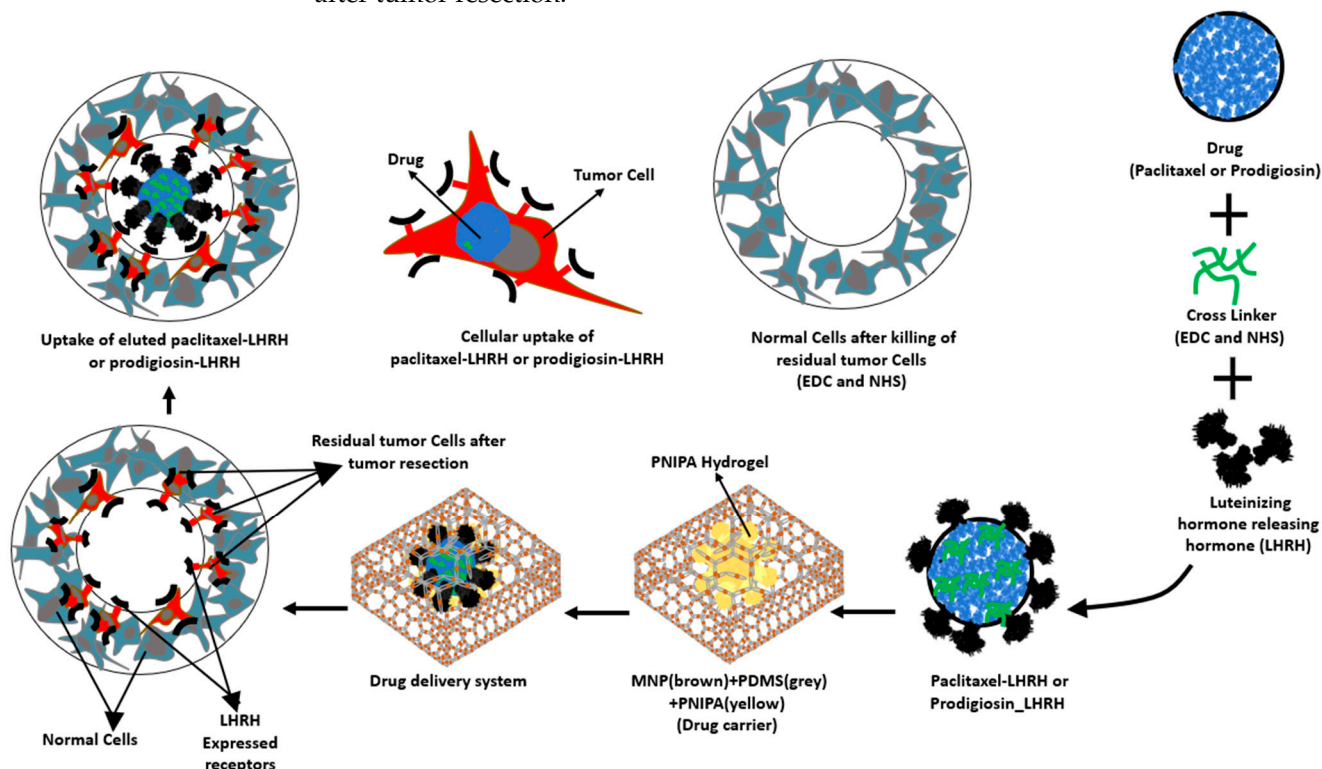 after tumor resection.
Drug
(Paclitaxel or Prodigiosin)
Cross Linker
(EDC and NHS)
Luteinizing
hormone releasing
hormone (LHRH)
Drug
Tumor Cell
Uptake of eluted paclitaxel-LHRH
or prodigiosin-LHRH
Cellular uptake of
paclitaxel-LHRH or prodigiosin-LHRH
Normal Cells after killing of
residual tumor Cells
(EDC and NHS)
Residual tumor Cells after
tumor resection
PNIPA Hydrogel
Drug delivery system
MNP(brown)+PDMS(grey)
+PNIPA(yellow)
(Drug carrier)
Paclitaxel-LHRH or
Prodigiosin_LHRH
Normal Cells
LHRH
Expressed
receptors